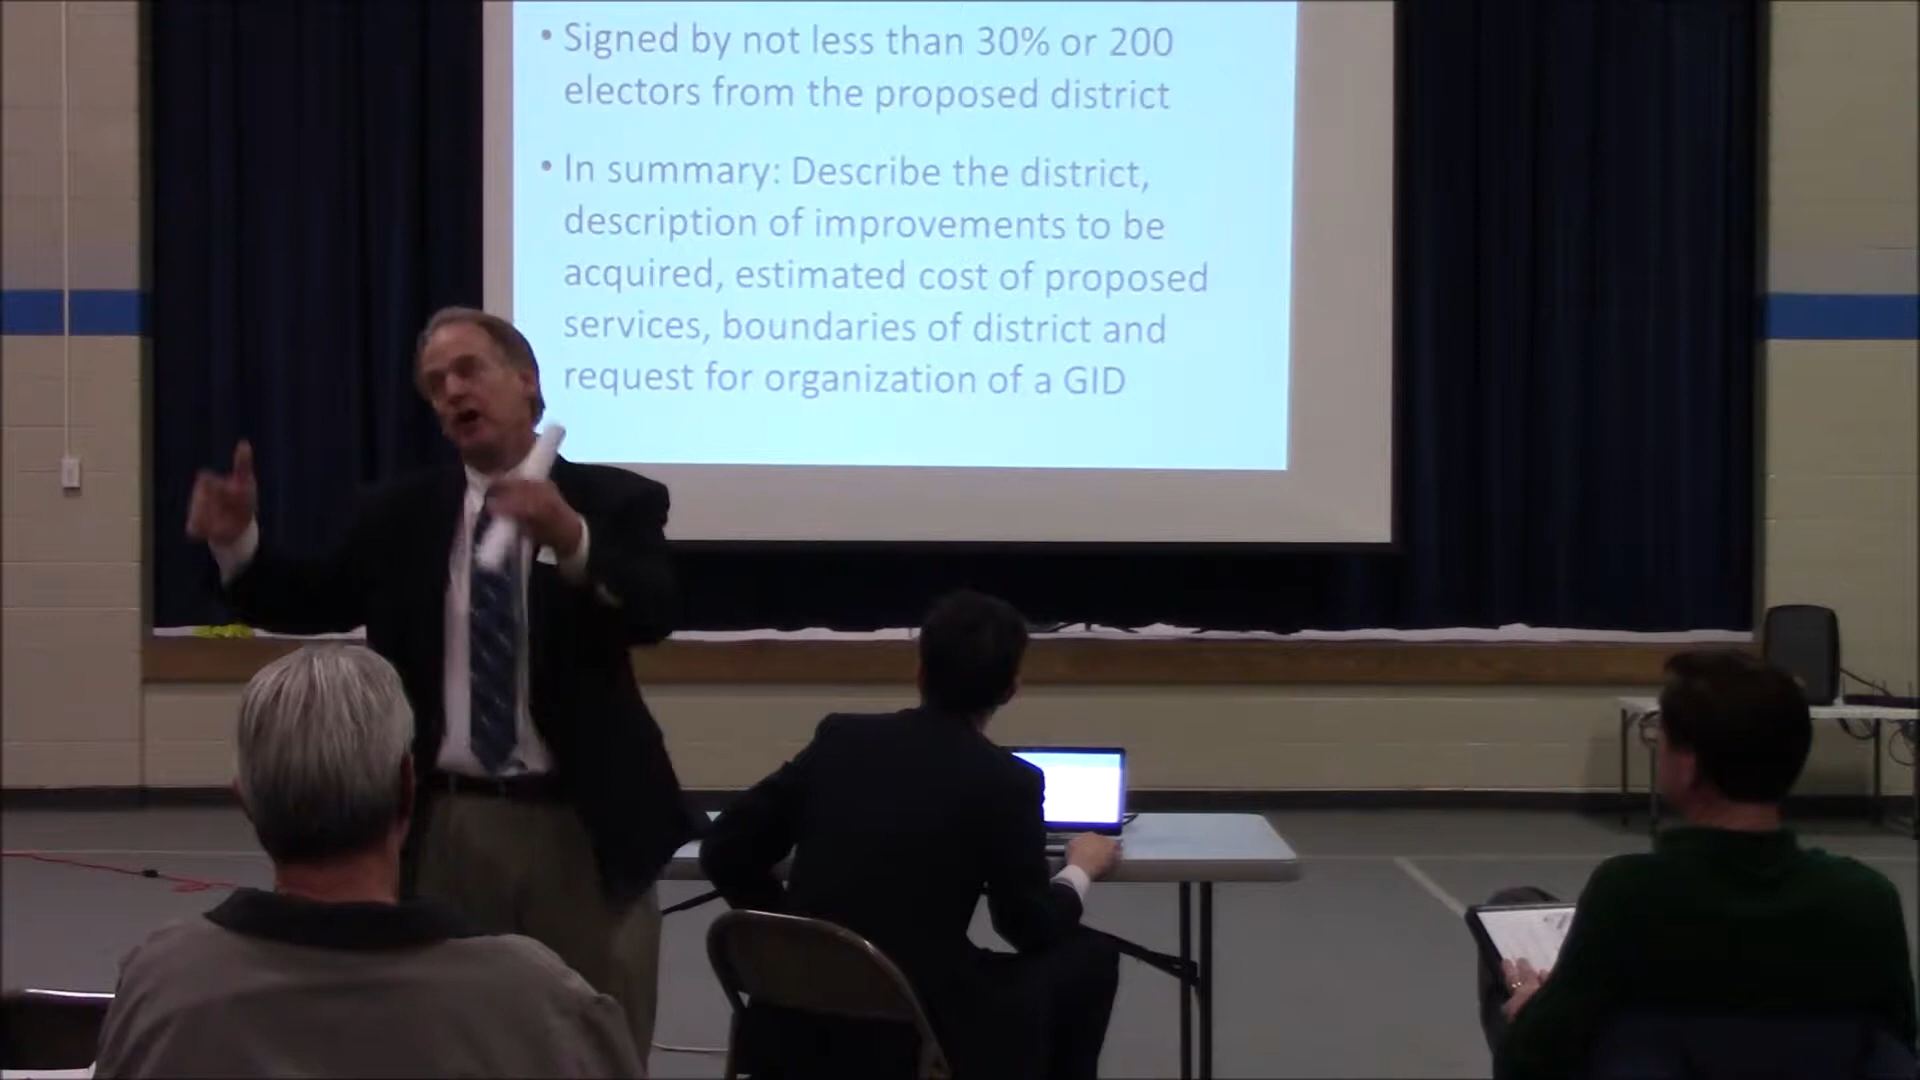 • Signed by not less than 30% or 200
electors from the proposed district
• In summary: Describe the district,
description of improvements to be
acquired, estimated cost of proposed
services, boundaries of district and
request for organization of a GID